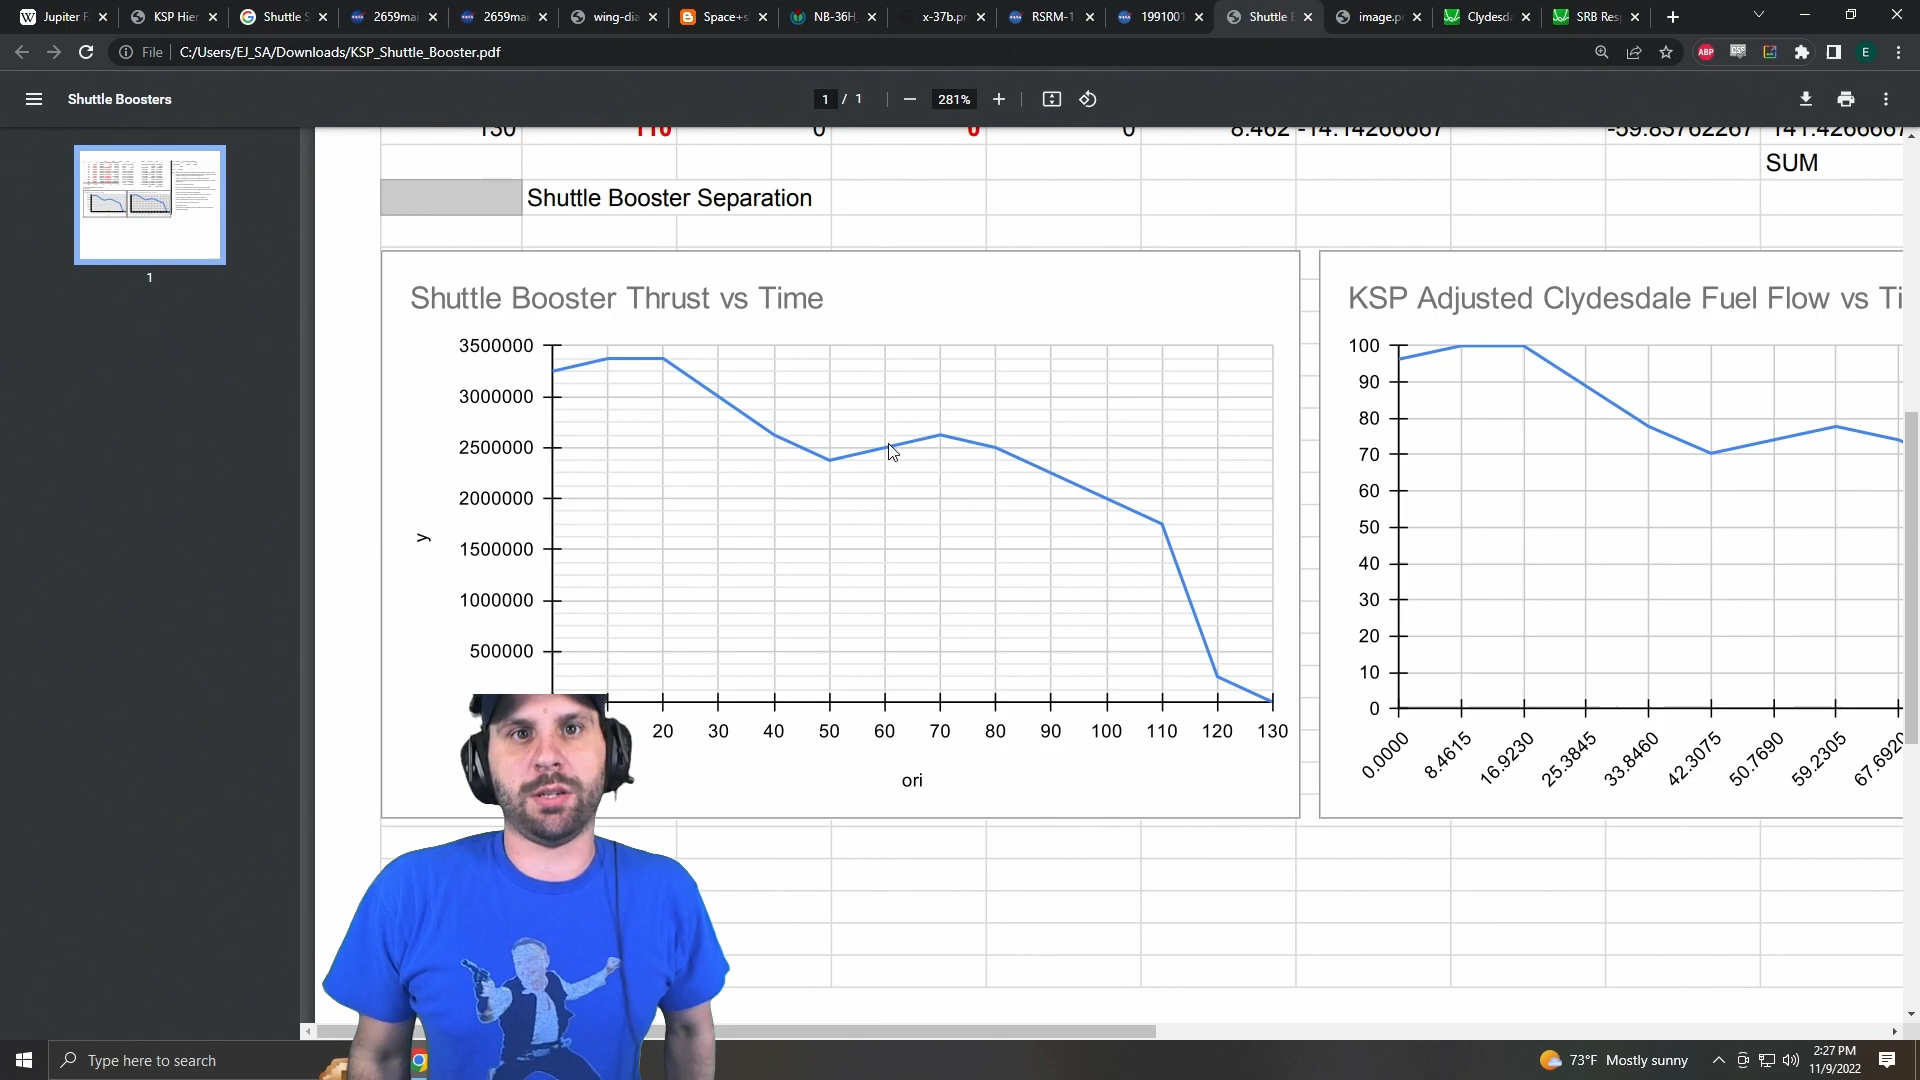 Jupiter F
KSP Hier
Shuttle S
2659mai
2659mai
wing-dia
Space+s
NB-36H
x-37b.pr
RSRM-1
1991001
Shuttle B
image.p
Clydesd
SRB Res
File
C:/Users/EJ_SA/Downloads/KSP_Shuttle_Booster.pdf
ABP
E
Shuttle Boosters
1 / 1
281%
1
130 110 0 0 0 8.462 -14.14266667 -59.83762267 141.4266667
SUM
Shuttle Booster Separation
Shuttle Booster Thrust vs Time
3500000
3000000
2500000
2000000
1500000
1000000
500000
y
20 30 40 50 60 70 80 90 100 110 120 130
ori
KSP Adjusted Clydesdale Fuel Flow vs Ti
100
90
80
70
60
50
40
30
20
10
0
0.0000 8.4615 16.9230 25.3845 33.8460 42.3075 50.7690 59.2305 67.6920
Type here to search
73°F Mostly sunny
2:27 PM
11/9/2022